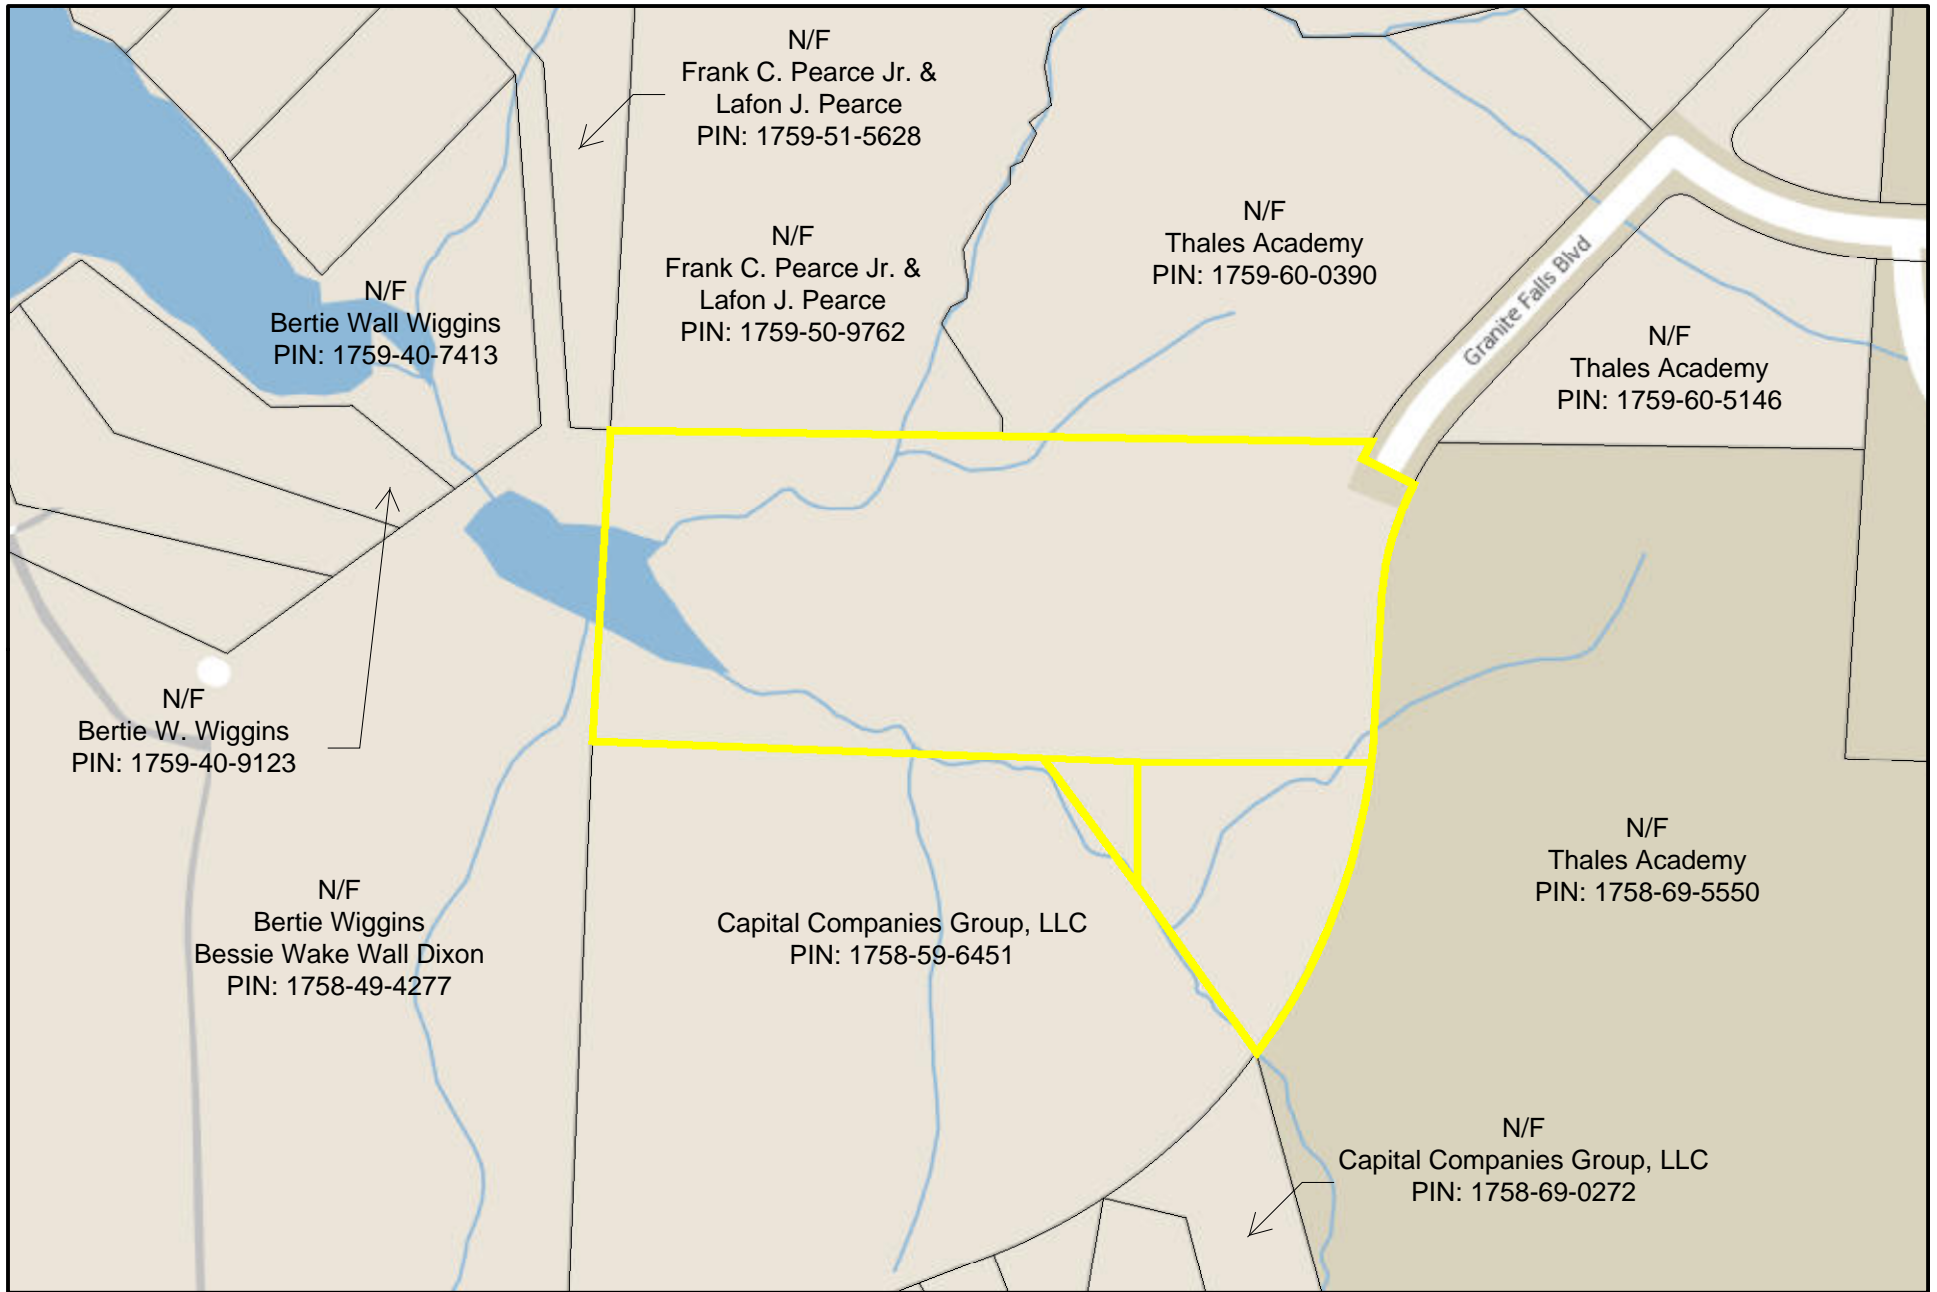 N/F
Frank C. Pearce Jr. &
Lafon J. Pearce
PIN: 1759-51-5628
N/F
Thales Academy
PIN: 1759-60-0390
N/F
Frank C. Pearce Jr. &
Lafon J. Pearce
PIN: 1759-50-9762
Granite Falls Blvd
N/F
Bertie Wall Wiggins
PIN: 1759-40-7413
N/F
Thales Academy
PIN: 1759-60-5146
N/F
Bertie W. Wiggins
PIN: 1759-40-9123
N/F
Thales Academy
PIN: 1758-69-5550
N/F
Bertie Wiggins
Bessie Wake Wall Dixon
PIN: 1758-49-4277
Capital Companies Group, LLC
PIN: 1758-59-6451
N/F
Capital Companies Group, LLC
PIN: 1758-69-0272